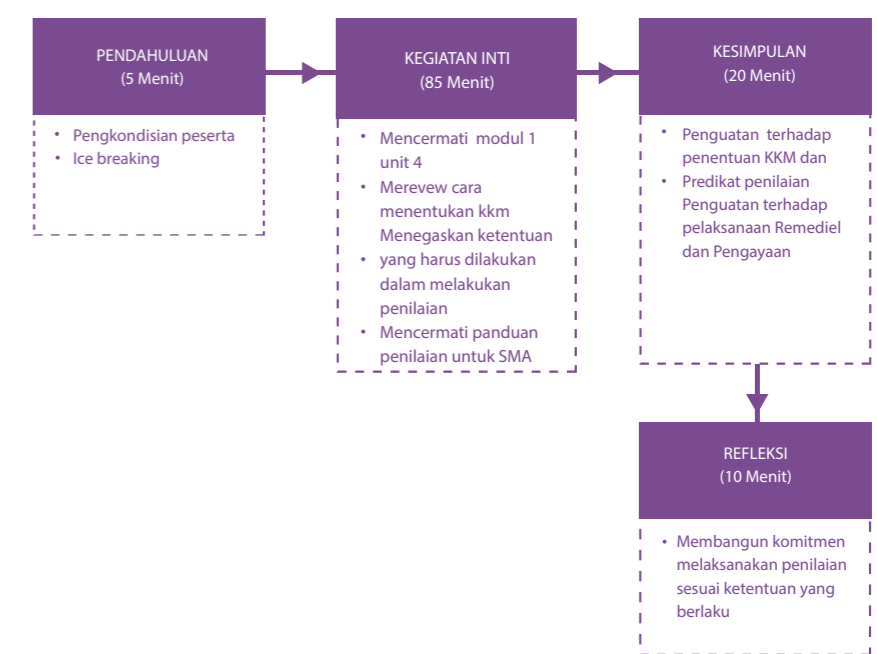 PENDAHULUAN
(5 Menit)
• Pengkondisian peserta
• Ice breaking
KEGIATAN INTI
(85 Menit)
• Mencermati modul 1
unit 4
• Merevew cara
menentukan kkm
Menegaskan ketentuan
• yang harus dilakukan
dalam melakukan
penilaian
• Mencermati panduan
penilaian untuk SMA
KESIMPULAN
(20 Menit)
• Penguatan terhadap
penentuan KKM dan
• Predikat penilaian
Penguatan terhadap
pelaksanaan Remediel
dan Pengayaan
REFLEKSI
(10 Menit)
• Membangun komitmen
melaksanakan penilaian
sesuai ketentuan yang
berlaku